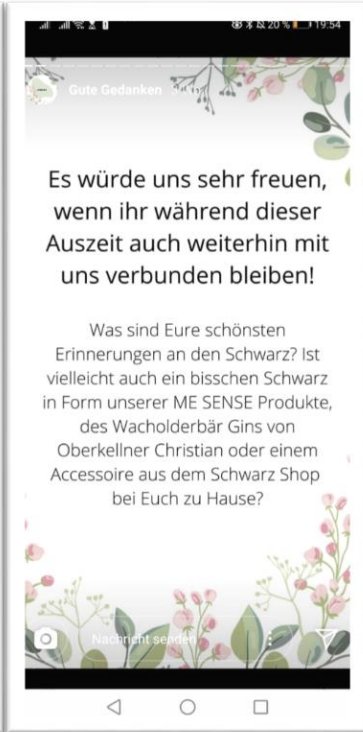 20 % 19:54
Gute Gedanken
Es würde uns sehr freuen,
wenn ihr während dieser
Auszeit auch weiterhin mit
uns verbunden bleiben!
Was sind Eure schönsten
Erinnerungen an den Schwarz? Ist
vielleicht auch ein bisschen Schwarz
in Form unserer ME SENSE Produkte,
des Wacholderbär Gins von
Oberkellner Christian oder einem
Accessoire aus dem Schwarz Shop
bei Euch zu Hause?
Nachricht senden